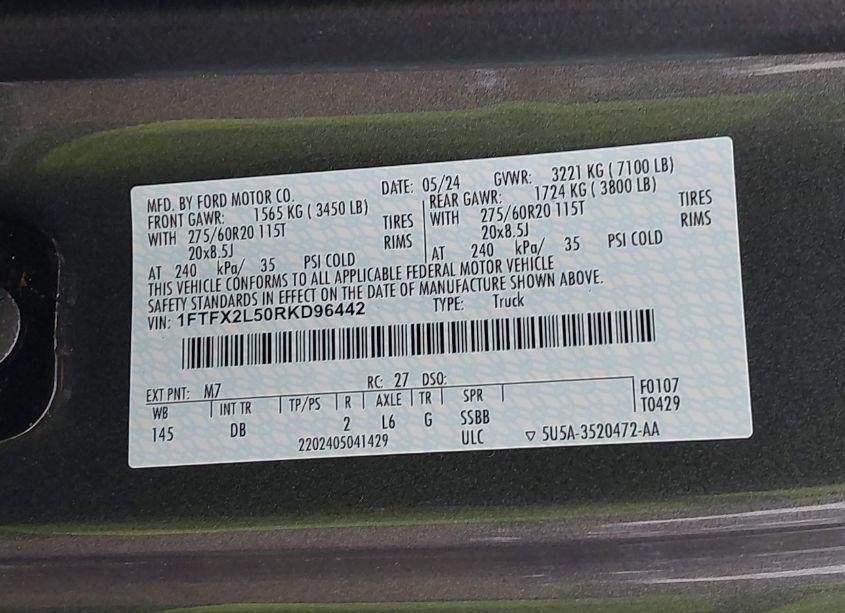 MFD. BY FORD MOTOR CO. DATE: 05/24 GVWR: 3221 KG ( 7100 LB)
FRONT GAWR: 1565 KG ( 3450 LB) REAR GAWR: 1724 KG ( 3800 LB)
WITH 275/60R20 115T TIRES WITH 275/60R20 115T TIRES
20x8.5J RIMS 20x8.5J RIMS
AT 240 kPa/ 35 PSI COLD AT 240 kPa/ 35 PSI COLD
THIS VEHICLE CONFORMS TO ALL APPLICABLE FEDERAL MOTOR VEHICLE
SAFETY STANDARDS IN EFFECT ON THE DATE OF MANUFACTURE SHOWN ABOVE.
VIN: 1FTFX2L50RKD96442 TYPE: Truck
EXT PNT: M7 RC: 27 DSO: F0107
WB INT TR TP/PS R AXLE TR SPR T0429
145 DB 2 L6 G SSBB
2202405041429 ULC ▽ 5U5A-3520472-AA